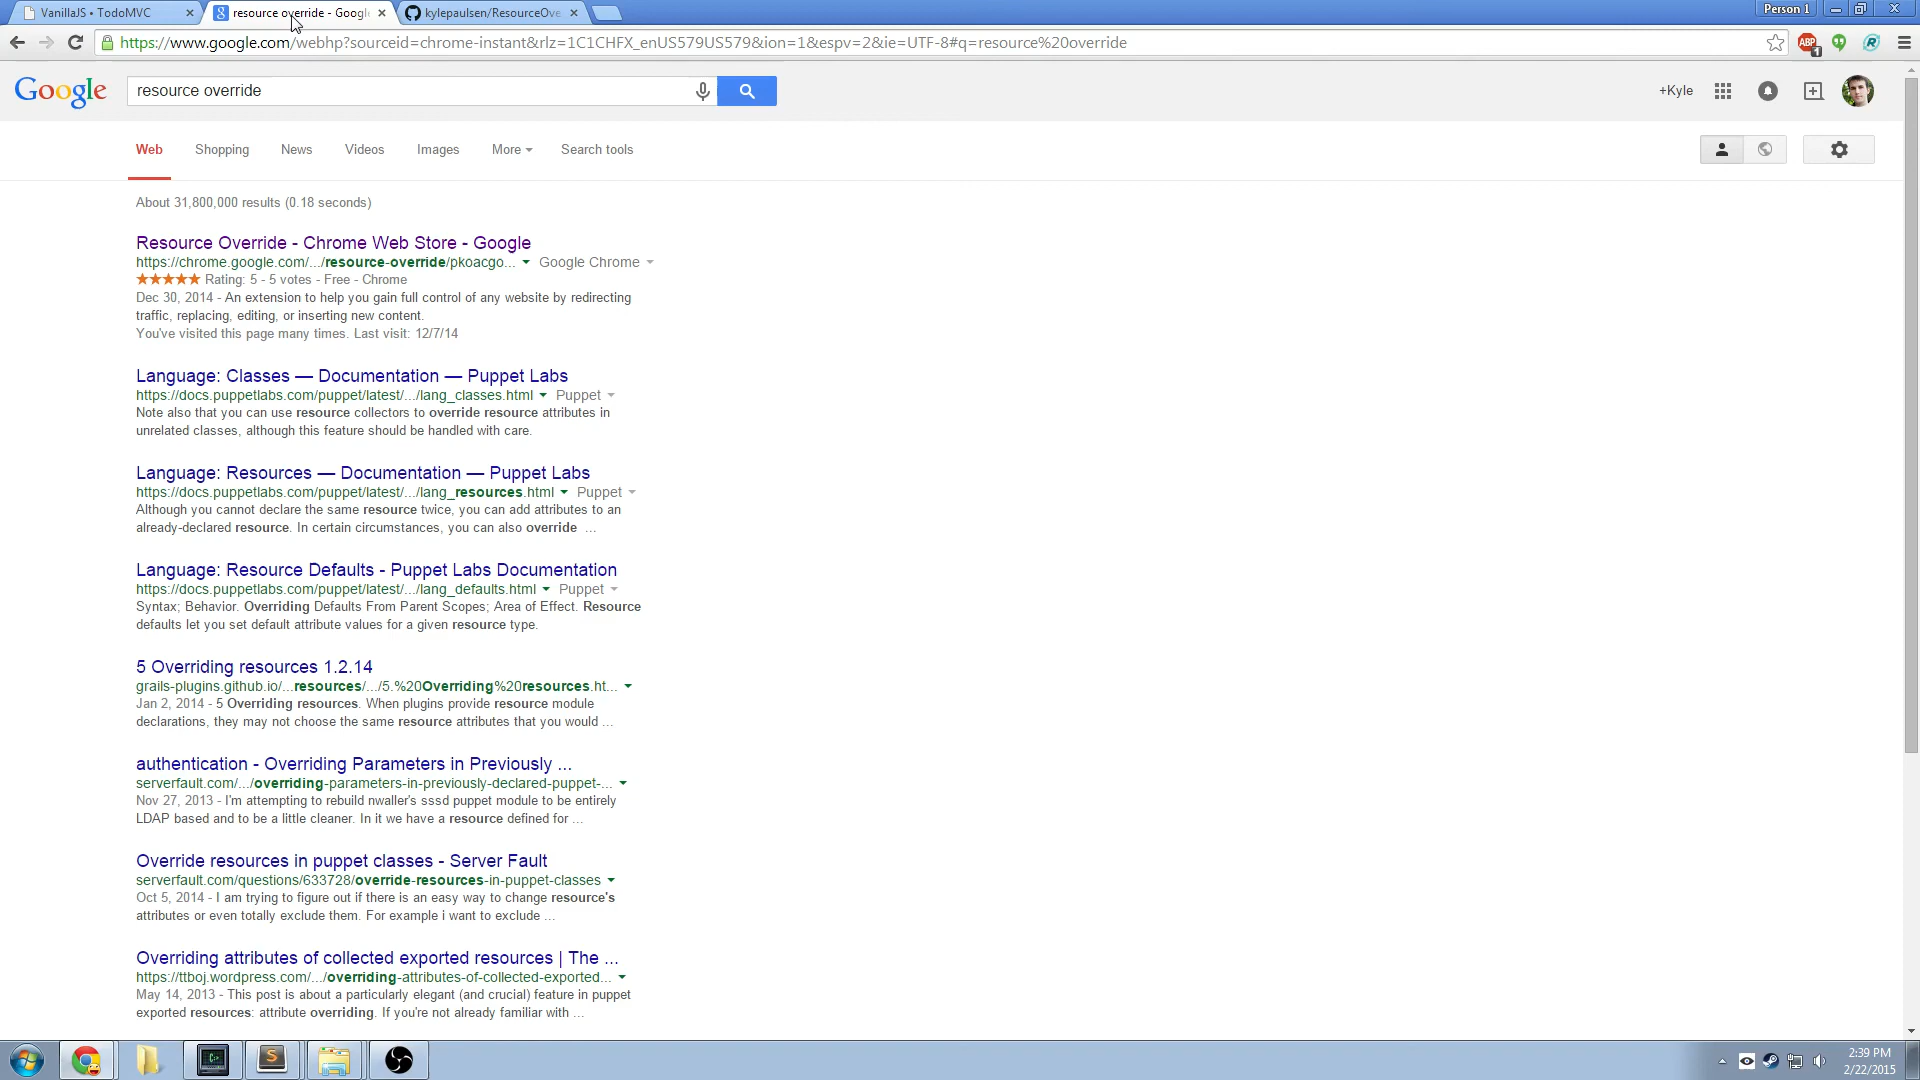 VanillaJS • TodoMVC
resource override - Google
kylepaulsen/ResourceOve
Person 1
https://www.google.com/webhp?sourceid=chrome-instant&rlz=1C1CHFX_enUS579US579&ion=1&espv=2&ie=UTF-8#q=resource%20override
ABP
1
Google
resource override
+Kyle
Web
Shopping
News
Videos
Images
More
Search tools
About 31,800,000 results (0.18 seconds)
Resource Override - Chrome Web Store - Google
https://chrome.google.com/.../resource-override/pkoacgo...
Google Chrome
Rating: 5 - 5 votes - Free - Chrome
Dec 30, 2014 - An extension to help you gain full control of any website by redirecting
traffic, replacing, editing, or inserting new content.
You've visited this page many times. Last visit: 12/7/14
Language: Classes — Documentation — Puppet Labs
https://docs.puppetlabs.com/puppet/latest/.../lang_classes.html
Puppet
Note also that you can use resource collectors to override resource attributes in
unrelated classes, although this feature should be handled with care.
Language: Resources — Documentation — Puppet Labs
https://docs.puppetlabs.com/puppet/latest/.../lang_resources.html
Puppet
Although you cannot declare the same resource twice, you can add attributes to an
already-declared resource. In certain circumstances, you can also override ...
Language: Resource Defaults - Puppet Labs Documentation
https://docs.puppetlabs.com/puppet/latest/.../lang_defaults.html
Puppet
Syntax; Behavior. Overriding Defaults From Parent Scopes; Area of Effect. Resource
defaults let you set default attribute values for a given resource type.
5 Overriding resources 1.2.14
grails-plugins.github.io/...resources/.../5.%20Overriding%20resources.ht...
Jan 2, 2014 - 5 Overriding resources. When plugins provide resource module
declarations, they may not choose the same resource attributes that you would ...
authentication - Overriding Parameters in Previously ...
serverfault.com/.../overriding-parameters-in-previously-declared-puppet-...
Nov 27, 2013 - I'm attempting to rebuild nwaller's sssd puppet module to be entirely
LDAP based and to be a little cleaner. In it we have a resource defined for ...
Override resources in puppet classes - Server Fault
serverfault.com/questions/633728/override-resources-in-puppet-classes
Oct 5, 2014 - I am trying to figure out if there is an easy way to change resource's
attributes or even totally exclude them. For example i want to exclude ...
Overriding attributes of collected exported resources | The ...
https://ttboj.wordpress.com/.../overriding-attributes-of-collected-exported...
May 14, 2013 - This post is about a particularly elegant (and crucial) feature in puppet
exported resources: attribute overriding. If you're not already familiar with ...
2:39 PM
2/22/2015